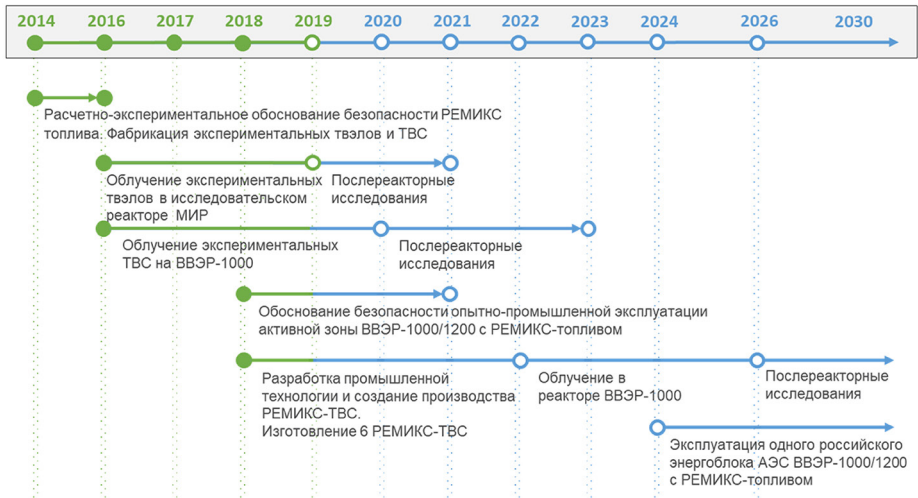 2014 2016 2017 2018 2019 2020 2021 2022 2023 2024 2026 2030
Расчетно-экспериментальное обоснование безопасности РЕМИКС
топлива. Фабрикация экспериментальных твэлов и ТВС
Облучение экспериментальных
твэлов в исследовательском
реакторе МИР
Послереакторные
исследования
Облучение экспериментальных
ТВС на ВВЭР-1000
Послереакторные
исследования
Обоснование безопасности опытно-промышленной эксплуатации
активной зоны ВВЭР-1000/1200 с РЕМИКС-топливом
Разработка промышленной
технологии и создание производства
РЕМИКС-ТВС.
Изготовление 6 РЕМИКС-ТВС
Облучение в
реакторе ВВЭР-1000
Послереакторные
исследования
Эксплуатация одного российского
энергоблока АЭС ВВЭР-1000/1200
с РЕМИКС-топливом